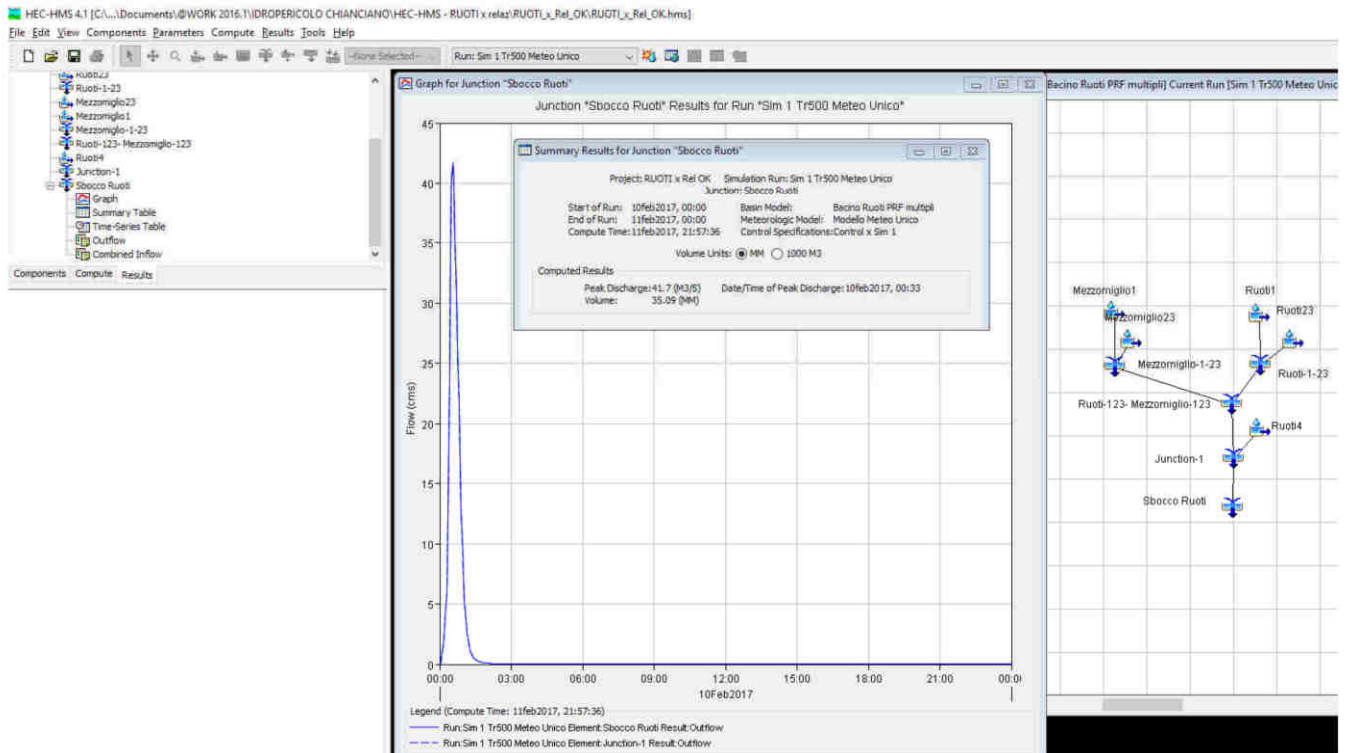 HEC-HMS 4.1 [C:\...\Documents\@WORK 2016.1\IDROPERICOLO CHIANCIANO\HEC-HMS - RUOTI x relaz\RUOTI_x_Rel_OK\RUOTI_x_Rel_OK.hms]
File Edit View Components Parameters Compute Results Tools Help
--None Selected-- Run: Sim 1 Tr500 Meteo Unico
Ruoti23
Ruoti-1-23
Mezzomiglio23
Mezzomiglio1
Mezzomiglio-1-23
Ruoti-123- Mezzomiglio-123
Ruoti4
Junction-1
Sbocco Ruoti
Graph
Summary Table
Time-Series Table
Outflow
Combined Inflow
Components Compute Results
Graph for Junction "Sbocco Ruoti"
Junction "Sbocco Ruoti" Results for Run "Sim 1 Tr500 Meteo Unico"
Summary Results for Junction "Sbocco Ruoti"
Project: RUOTI x Rel OK Simulation Run: Sim 1 Tr500 Meteo Unico
Junction: Sbocco Ruoti
Start of Run: 10feb2017, 00:00 Basin Model: Bacino Ruoti PRF multipli
End of Run: 11feb2017, 00:00 Meteorologic Model: Modello Meteo Unico
Compute Time: 11feb2017, 21:57:36 Control Specifications: Control x Sim 1
Volume Units: MM 1000 M3
Computed Results
Peak Discharge: 41.7 (M3/S) Date/Time of Peak Discharge: 10feb2017, 00:33
Volume: 35.09 (MM)
Flow (cms)
45
40
35
30
25
20
15
10
5
0
00:00 03:00 06:00 09:00 12:00 15:00 18:00 21:00 00:0
10Feb2017
Legend (Compute Time: 11feb2017, 21:57:36)
Run:Sim 1 Tr500 Meteo Unico Element:Sbocco Ruoti Result:Outflow
Run:Sim 1 Tr500 Meteo Unico Element:Junction-1 Result:Outflow
Bacino Ruoti PRF multipli] Current Run [Sim 1 Tr500 Meteo Unic
Mezzomiglio1
Ruoti1
Mezzomiglio23
Ruoti23
Mezzomiglio-1-23
Ruoti-1-23
Ruoti-123- Mezzomiglio-123
Ruoti4
Junction-1
Sbocco Ruoti